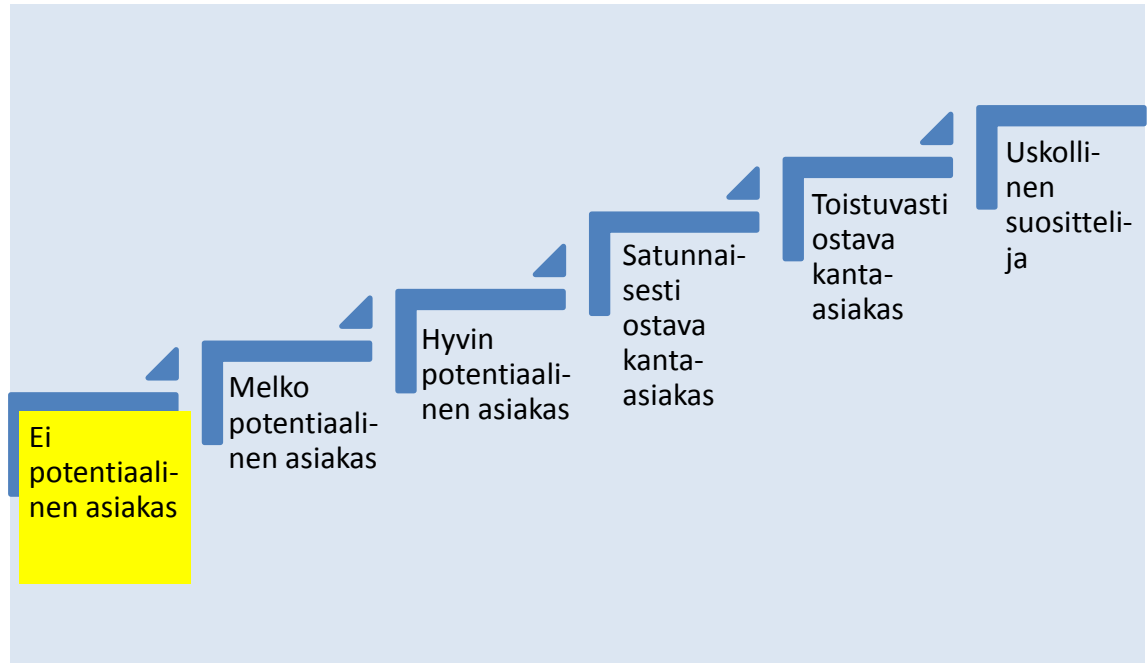 Ei
potentiaali-
nen asiakas
Melko
potentiaali-
nen asiakas
Hyvin
potentiaali-
nen asiakas
Satunnai-
sesti
ostava
kanta-
asiakas
Toistuvasti
ostava
kanta-
asiakas
Uskolli-
nen
suositteli-
ja